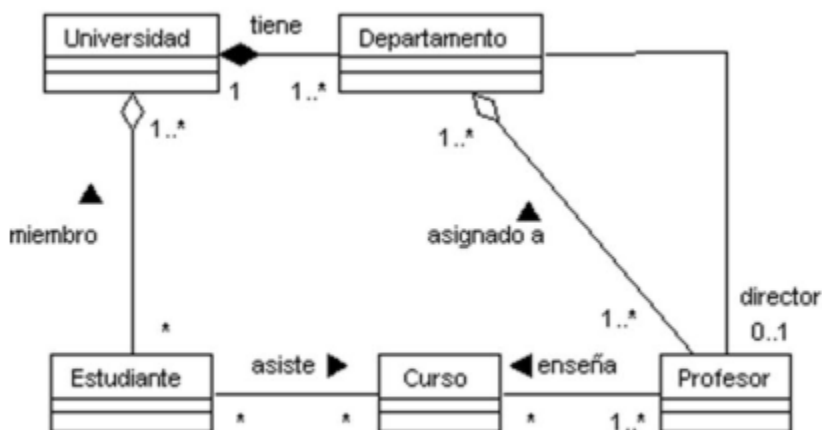 tiene
Universidad
Departamento
1
1..*
1..*
1..*
miembro
asignado a
director
*
1..*
0..1
Estudiante
asiste
Curso
enseña
Profesor
*
*
*
1..*